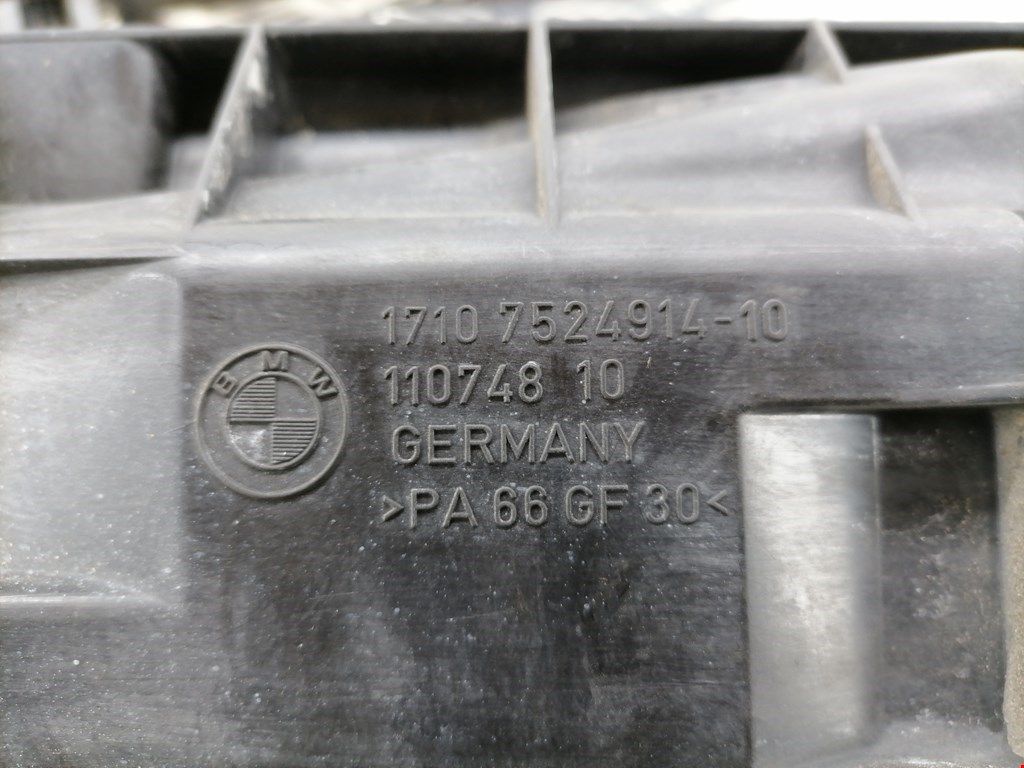 BMW
1710 7524914-10
110748 10
GERMANY
>PA 66 GF 30<